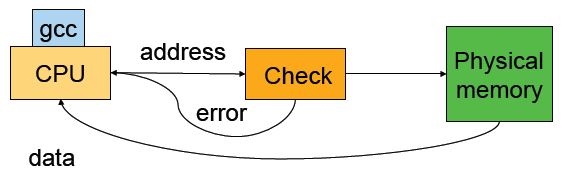 gcc
CPU
address
Check
error
Physical
memory
data